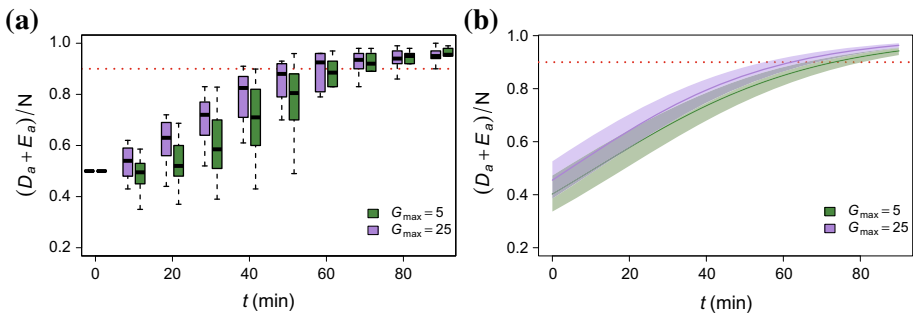 (a)
(D_a + E_a)/N
1.0
0.8
0.6
0.4
0.2
0 20 40 60 80
t (min)
G_max = 5
G_max = 25
(b)
(D_a + E_a)/N
1.0
0.8
0.6
0.4
0.2
0 20 40 60 80
t (min)
G_max = 5
G_max = 25